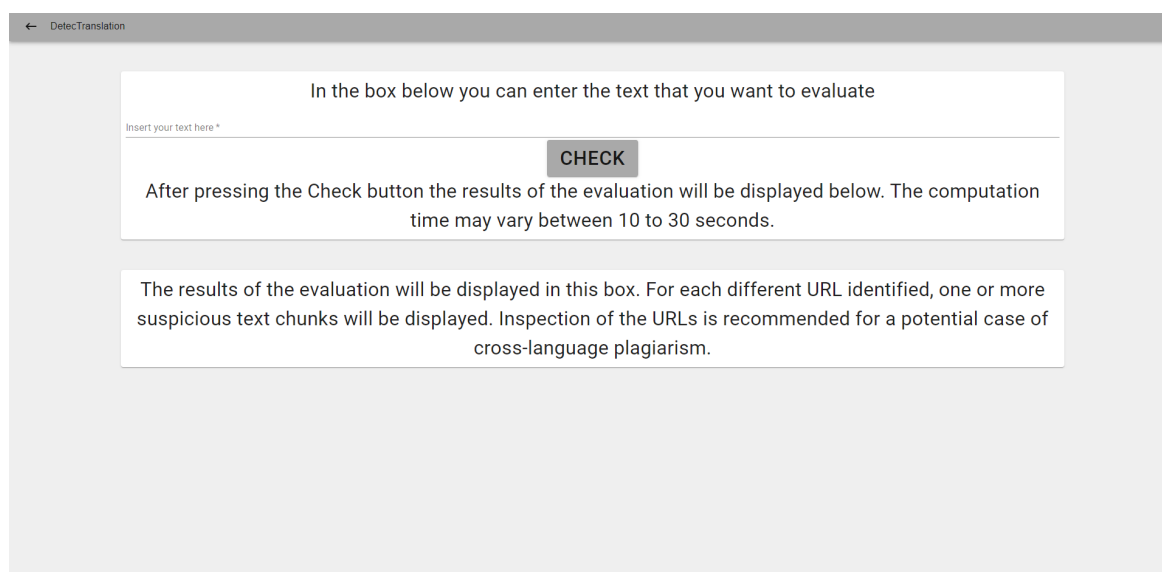 ← DetecTranslation
In the box below you can enter the text that you want to evaluate
Insert your text here *
CHECK
After pressing the Check button the results of the evaluation will be displayed below. The computation
time may vary between 10 to 30 seconds.
The results of the evaluation will be displayed in this box. For each different URL identified, one or more
suspicious text chunks will be displayed. Inspection of the URLs is recommended for a potential case of
cross-language plagiarism.